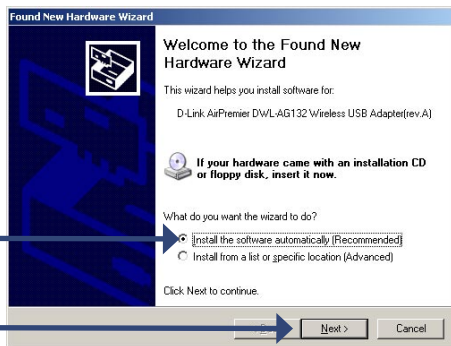 Found New Hardware Wizard
Welcome to the Found New
Hardware Wizard
This wizard helps you install software for:
D-Link AirPremier DWL-AG132 Wireless USB Adapter(rev.A)
If your hardware came with an installation CD
or floppy disk, insert it now.
What do you want the wizard to do?
Install the software automatically (Recommended)
Install from a list or specific location (Advanced)
Click Next to continue.
Next > Cancel